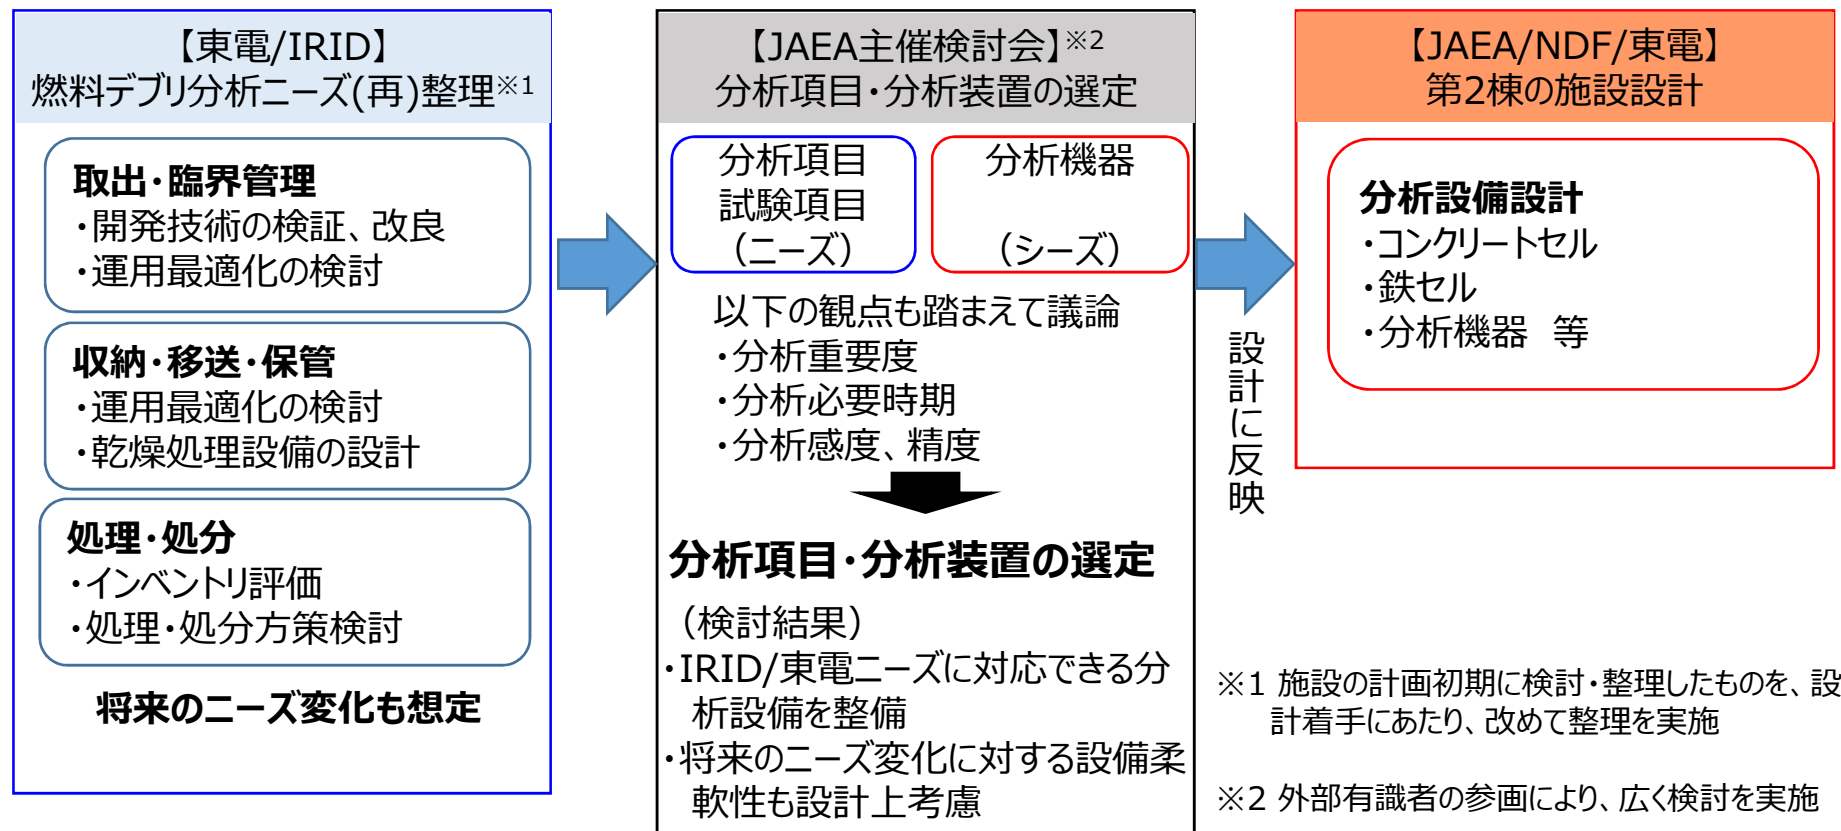 【東電/IRID】
燃料デブリ分析ニーズ(再)整理※1
取出・臨界管理
・開発技術の検証、改良
・運用最適化の検討
収納・移送・保管
・運用最適化の検討
・乾燥処理設備の設計
処理・処分
・インベントリ評価
・処理・処分方策検討
将来のニーズ変化も想定
【JAEA主催検討会】※2
分析項目・分析装置の選定
分析項目
試験項目
（ニーズ）
分析機器
（シーズ）
以下の観点も踏まえて議論
・分析重要度
・分析必要時期
・分析感度、精度
分析項目・分析装置の選定
（検討結果）
・IRID/東電ニーズに対応できる分
析設備を整備
・将来のニーズ変化に対する設備柔
軟性も設計上考慮
設計に反映
【JAEA/NDF/東電】
第2棟の施設設計
分析設備設計
・コンクリートセル
・鉄セル
・分析機器　等
※1 施設の計画初期に検討・整理したものを、設
計着手にあたり、改めて整理を実施
※2 外部有識者の参画により、広く検討を実施